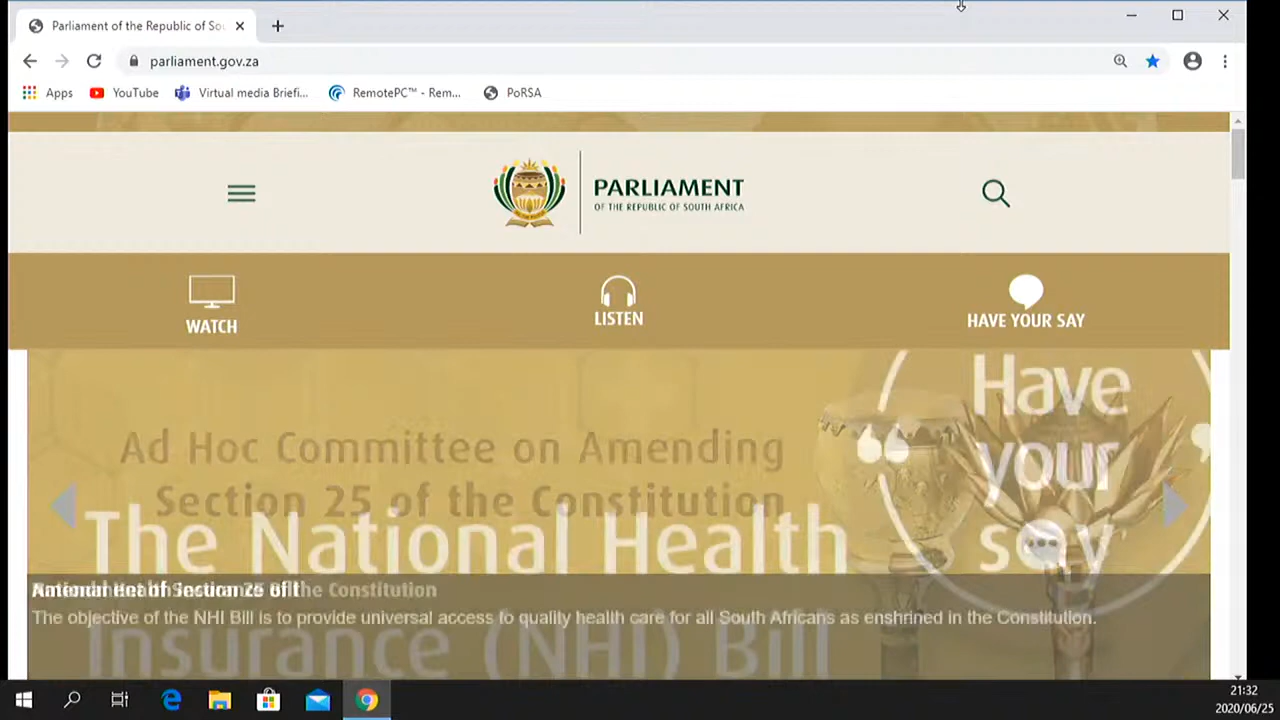 Parliament of the Republic of Sou
parliament.gov.za
Apps
YouTube
Virtual media Briefi...
RemotePC™ - Rem...
PoRSA
PARLIAMENT
OF THE REPUBLIC OF SOUTH AFRICA
WATCH
LISTEN
HAVE YOUR SAY
Ad Hoc Committee on Amending
Section 25 of the Constitution
The National Health
Insurance (NHI) Bill
Have
your
say
the Constitution
The objective of the NHI Bill is to provide universal access to quality health care for all South Africans as enshrined in the Constitution.
21:32
2020/06/25